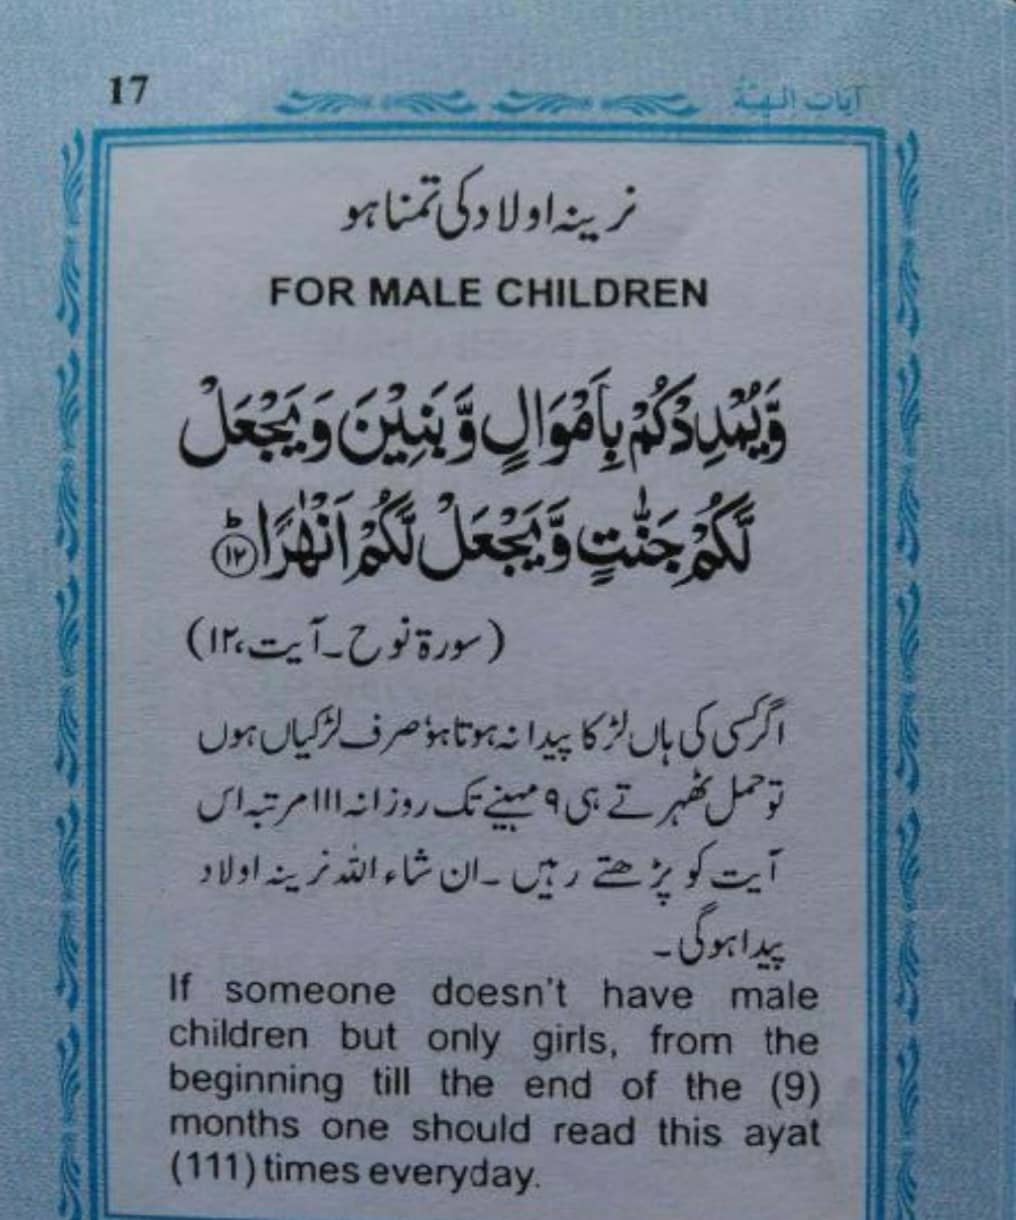 17
آیات الہیّہ
نرینہ اولاد کی تمنا ہو
FOR MALE CHILDREN
وَّيُمْدِدْكُمْ بِاَمْوَالٍ وَّبَنِيْنَ وَيَجْعَلْ
لَّكُمْ جَنّٰتٍ وَّيَجْعَلْ لَّكُمْ اَنْهٰرًا ؕ ﴿۱۲﴾
(سورۃ نوح۔ آیت،۱۲)
اگر کسی کی ہاں لڑکا پیدا نہ ہوتا ہو صرف لڑکیاں ہوں
تو حمل ٹھہرتے ہی ۹ مہینے تک روزانہ ۱۱۱ مرتبہ اس
آیت کو پڑھتے رہیں ۔ ان شاء اللہ نرینہ اولاد
پیدا ہوگی ۔
If someone doesn't have male
children but only girls, from the
beginning till the end of the (9)
months one should read this ayat
(111) times everyday.